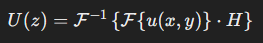 U(z) = ℱ⁻¹ {ℱ{u(x, y)} · H}